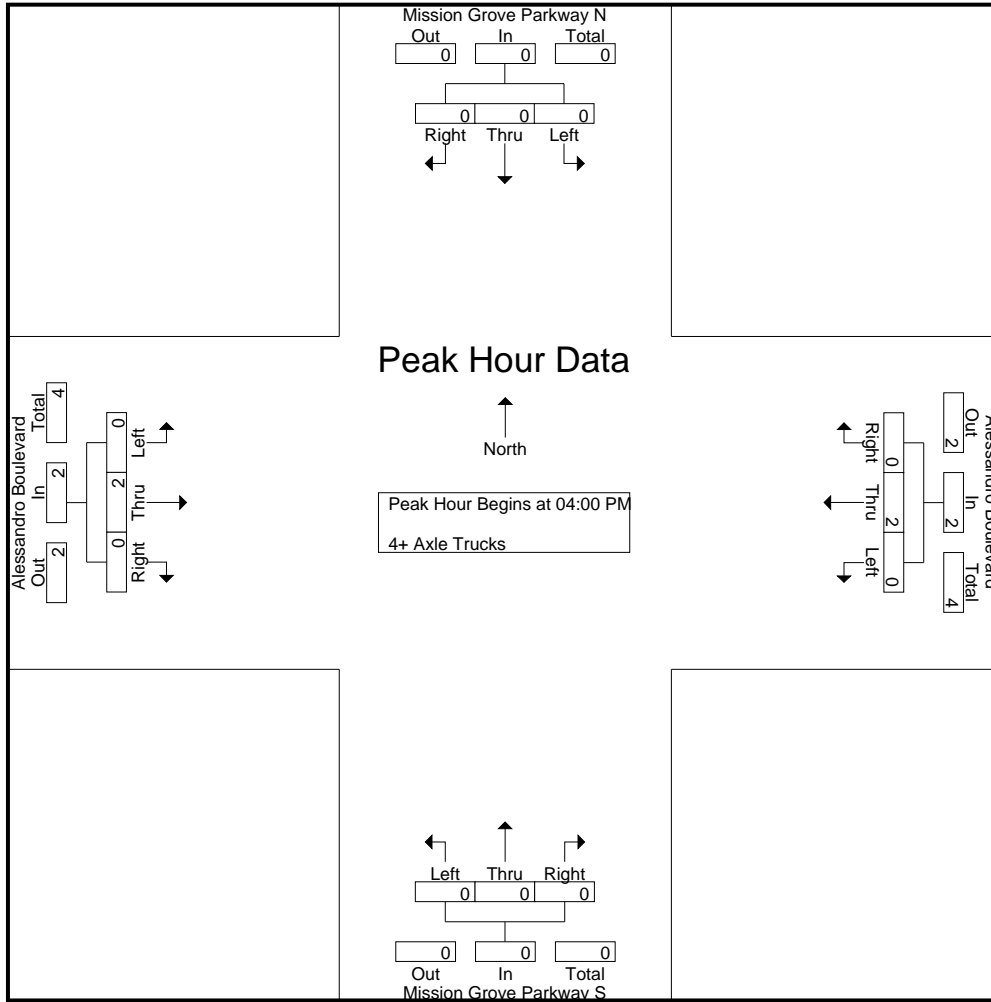 Mission Grove Parkway N
Out In Total
0 0 0
0 0 0
Right Thru Left
Peak Hour Data
North
Peak Hour Begins at 04:00 PM
4+ Axle Trucks
Alessandro Boulevard
Total In Out
4 2 2
0 2 0
Left Thru Right
Alessandro Boulevard
Out In Total
2 2 4
Right Thru Left
0 2 0
Left Thru Right
0 0 0
0 0 0
Out In Total
Mission Grove Parkway S